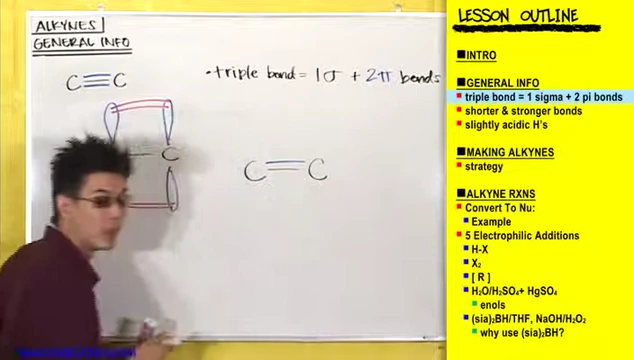 ALKYNES
GENERAL INFO
C≡C
• triple bond = 1σ + 2π bonds
C
C=C
LESSON OUTLINE
INTRO
GENERAL INFO
triple bond = 1 sigma + 2 pi bonds
shorter & stronger bonds
slightly acidic H's
MAKING ALKYNES
strategy
ALKYNE RXNS
Convert To Nu:
Example
5 Electrophilic Additions
H-X
X₂
[ R ]
H₂O/H₂SO₄+ HgSO₄
enols
(sia)₂BH/THF, NaOH/H₂O₂
why use (sia)₂BH?